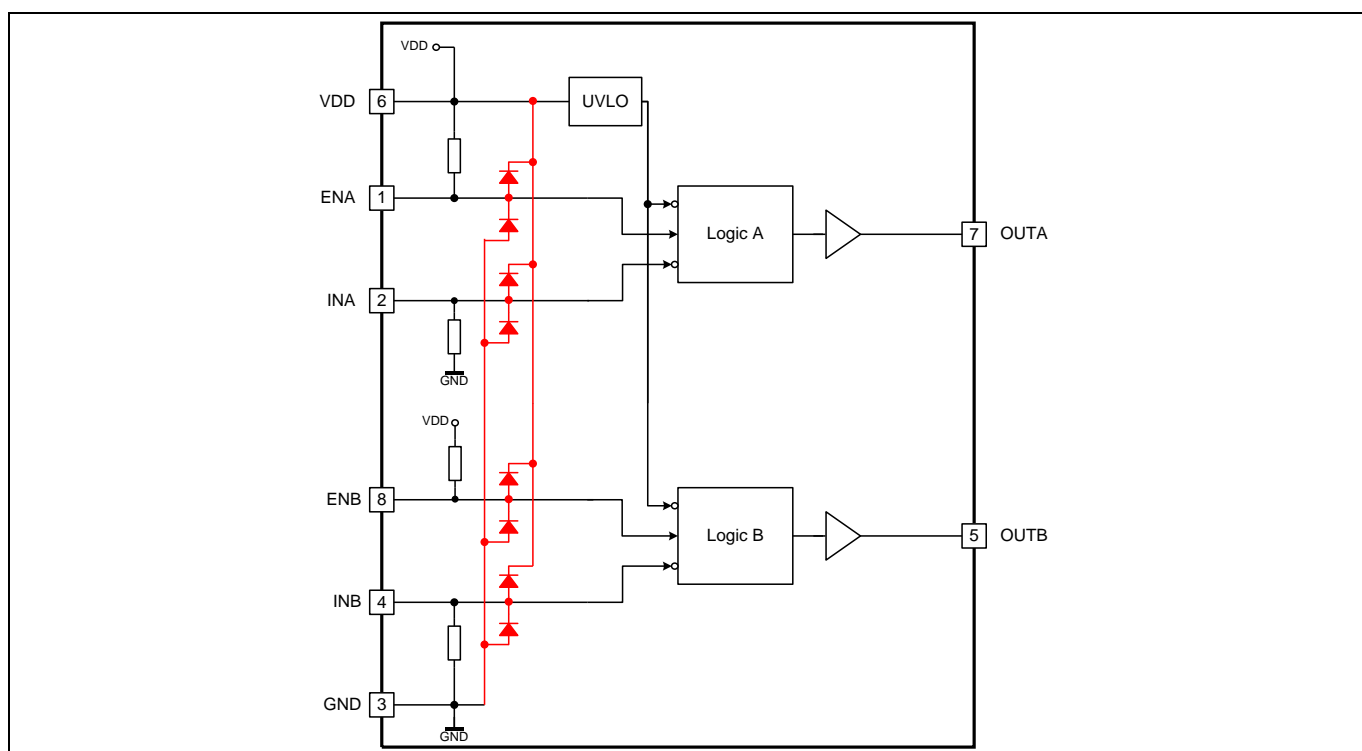 VDD
VDD 6 UVLO
ENA 1
Logic A
7 OUTA
INA 2
GND
VDD
ENB 8
Logic B
5 OUTB
INB 4
GND 3
GND